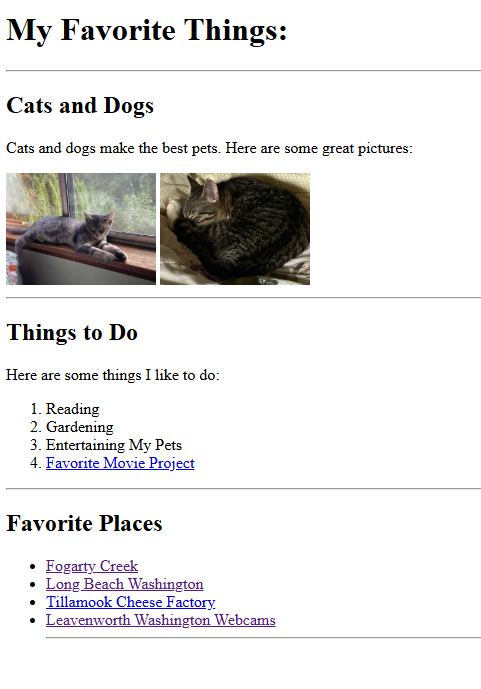 My Favorite Things:
Cats and Dogs
Cats and dogs make the best pets. Here are some great pictures:
Things to Do
Here are some things I like to do:
1. Reading
2. Gardening
3. Entertaining My Pets
4. Favorite Movie Project
Favorite Places
• Fogarty Creek
• Long Beach Washington
• Tillamook Cheese Factory
• Leavenworth Washington Webcams